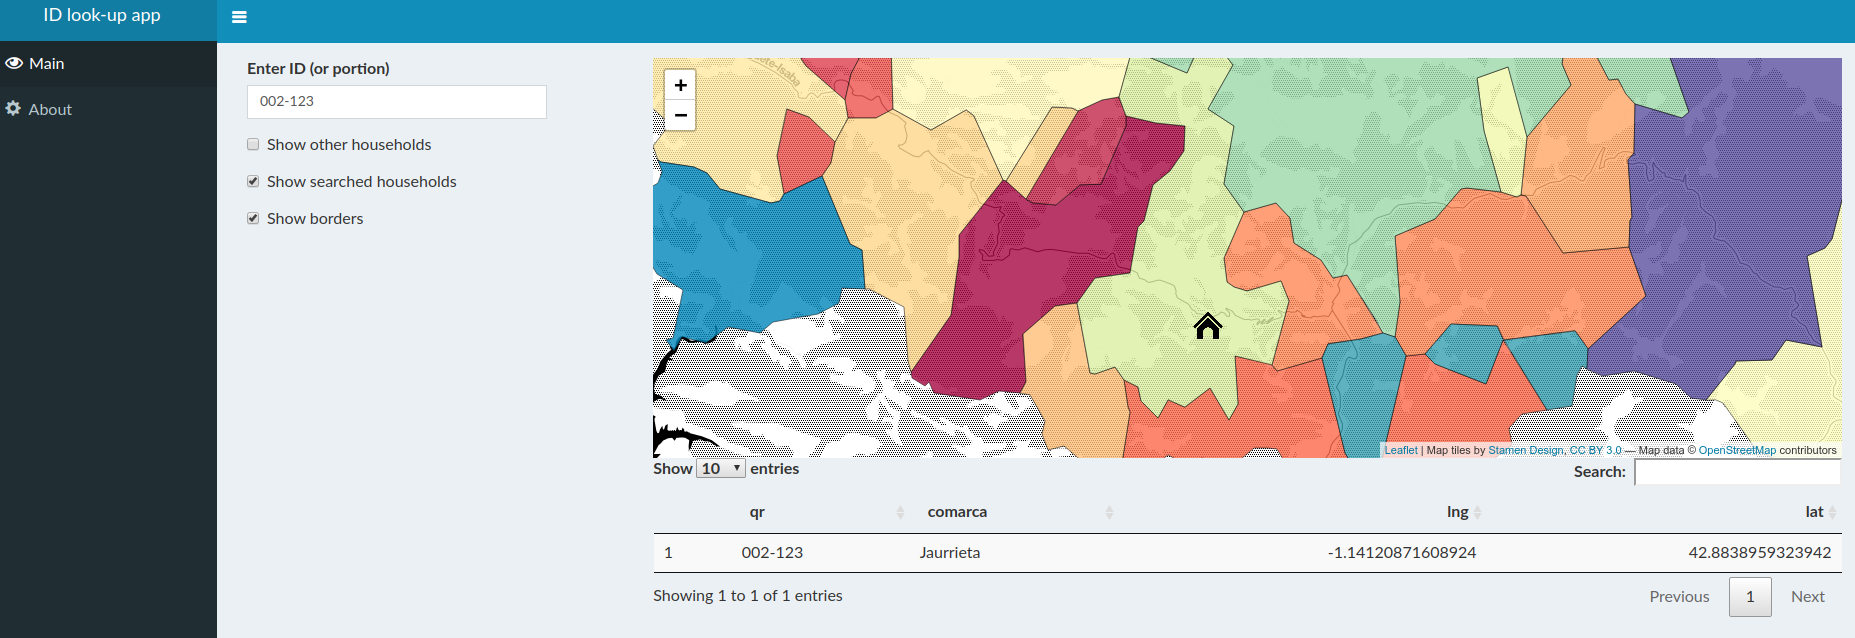 ID look-up app
Main
About
Enter ID (or portion)
002-123
Show other households
Show searched households
Show borders
+
−
Leaflet | Map tiles by Stamen Design, CC BY 3.0 — Map data © OpenStreetMap contributors
Show 10 entries
Search:
qr comarca lng lat
1 002-123 Jaurrieta -1.14120871608924 42.8838959323942
Showing 1 to 1 of 1 entries
Previous 1 Next